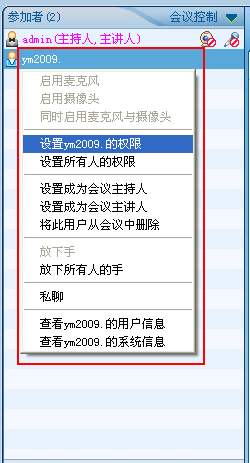 参加者(2) 会议控制
admin(主持人,主讲人)
ym2009.
启用麦克风
启用摄像头
同时启用麦克风与摄像头
设置ym2009.的权限
设置所有人的权限
设置成为会议主持人
设置成为会议主讲人
将此用户从会议中删除
放下手
放下所有人的手
私聊
查看ym2009.的用户信息
查看ym2009.的系统信息